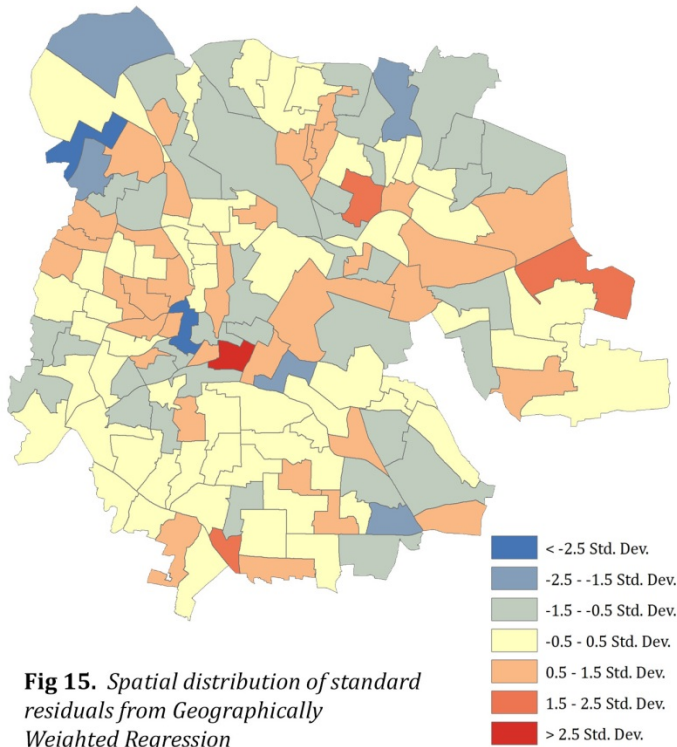 < -2.5 Std. Dev.
-2.5 - -1.5 Std. Dev.
-1.5 - -0.5 Std. Dev.
-0.5 - 0.5 Std. Dev.
0.5 - 1.5 Std. Dev.
1.5 - 2.5 Std. Dev.
> 2.5 Std. Dev.
Fig 15. Spatial distribution of standard
residuals from Geographically
Weighted Regression